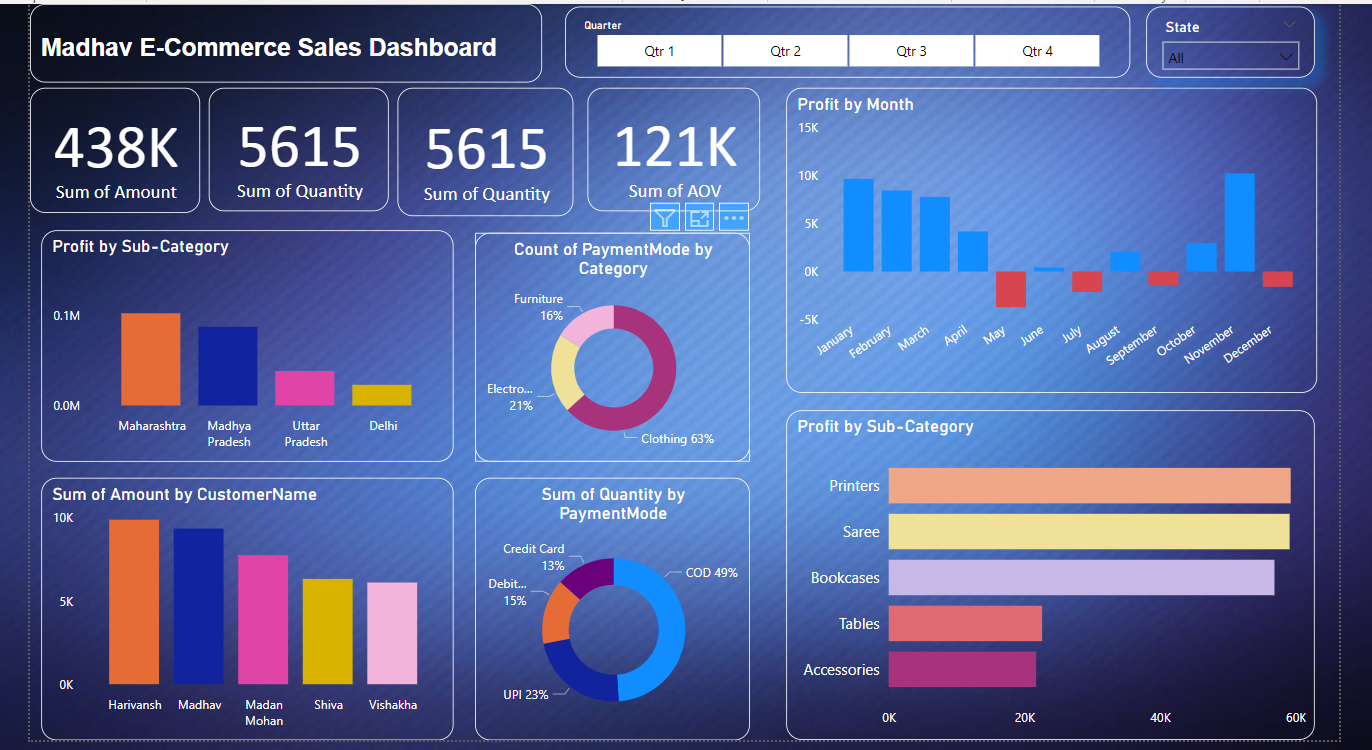 Madhav E-Commerce Sales Dashboard
Quarter
Qtr 1
Qtr 2
Qtr 3
Qtr 4
State
All
438K
Sum of Amount
5615
Sum of Quantity
5615
Sum of Quantity
121K
Sum of AOV
Profit by Month
15K
10K
5K
0K
-5K
January
February
March
April
May
June
July
August
September
October
November
December
Profit by Sub-Category
0.1M
0.0M
Maharashtra
Madhya
Pradesh
Uttar
Pradesh
Delhi
Count of PaymentMode by
Category
Furniture
16%
Electro...
21%
Clothing 63%
Profit by Sub-Category
Printers
Saree
Bookcases
Tables
Accessories
0K
20K
40K
60K
Sum of Amount by CustomerName
10K
5K
0K
Harivansh
Madhav
Madan
Mohan
Shiva
Vishakha
Sum of Quantity by
PaymentMode
Credit Card
13%
Debit...
15%
COD 49%
UPI 23%